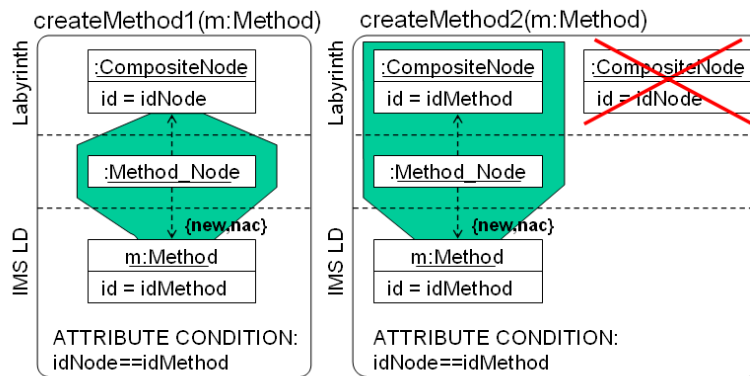 createMethod1(m:Method)
Labyrinth
:CompositeNode
id = idNode
:Method_Node
{new,nac}
IMS LD
m:Method
id = idMethod
ATTRIBUTE CONDITION:
idNode==idMethod
createMethod2(m:Method)
Labyrinth
:CompositeNode
id = idMethod
:CompositeNode
id = idNode
:Method_Node
{new,nac}
IMS LD
m:Method
id = idMethod
ATTRIBUTE CONDITION:
idNode==idMethod